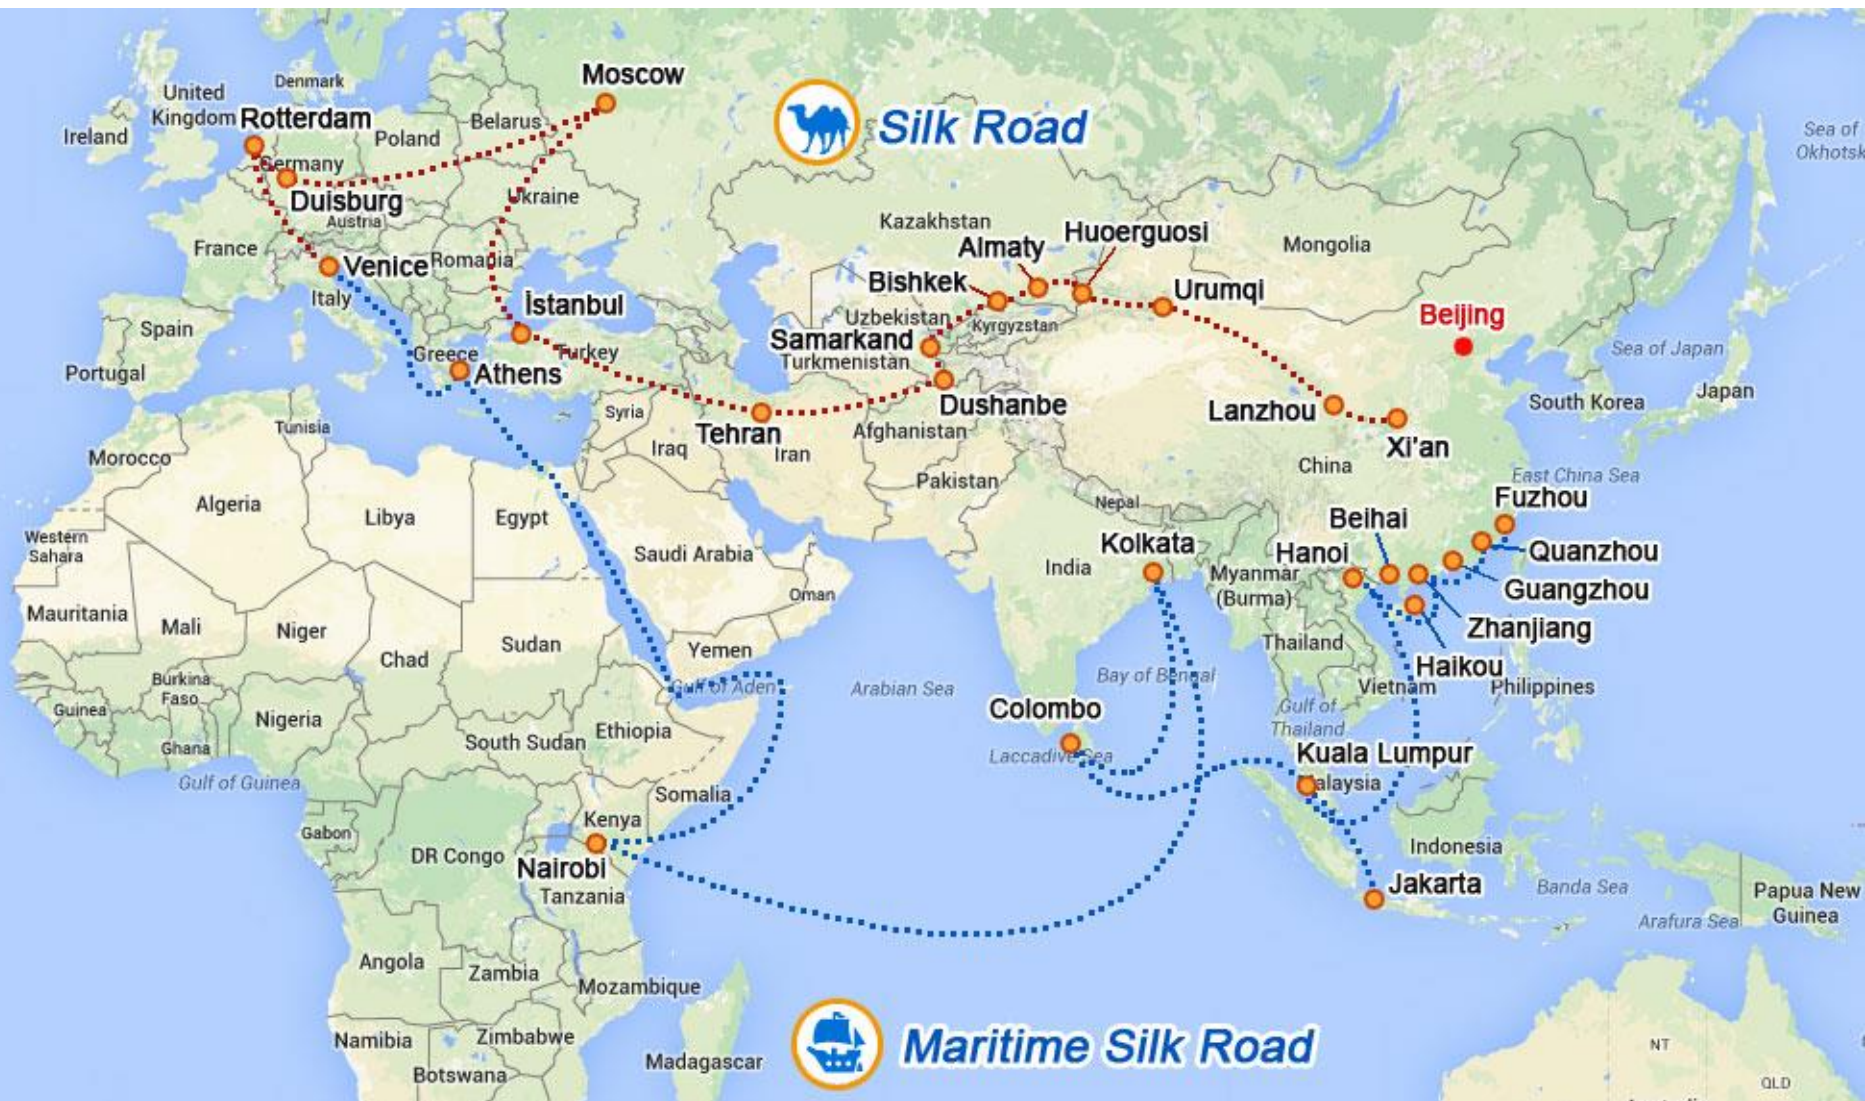 Moscow
Silk Road
Denmark
United
Kingdom
Rotterdam
Ireland
Poland
Belarus
Sea of
Okhotsk
Germany
Duisburg
Austria
Ukraine
France
Kazakhstan
Almaty
Huoerguosi
Mongolia
Venice
Romania
Bishkek
Urumqi
Italy
İstanbul
Uzbekistan
Kyrgyzstan
Beijing
Spain
Samarkand
Turkmenistan
Sea of Japan
Portugal
Greece
Turkey
Athens
Dushanbe
Lanzhou
South Korea
Japan
Tunisia
Syria
Tehran
Afghanistan
Xi'an
Morocco
Iraq
Iran
China
Pakistan
East China Sea
Nepal
Fuzhou
Algeria
Libya
Egypt
Beihai
Western
Sahara
Saudi Arabia
Kolkata
Hanoi
Quanzhou
India
Myanmar
(Burma)
Guangzhou
Oman
Mauritania
Mali
Niger
Chad
Sudan
Yemen
Thailand
Zhanjiang
Haikou
Burkina
Faso
Gulf of Aden
Arabian Sea
Bay of Bengal
Vietnam
Philippines
Guinea
Nigeria
Ethiopia
Colombo
Gulf of
Thailand
Ghana
South Sudan
Laccadive Sea
Kuala Lumpur
Malaysia
Gulf of Guinea
Somalia
Kenya
Gabon
DR Congo
Indonesia
Nairobi
Tanzania
Jakarta
Banda Sea
Papua New
Guinea
Arafura Sea
Angola
Zambia
Mozambique
Namibia
Zimbabwe
Maritime Silk Road
Madagascar
Botswana
NT
QLD